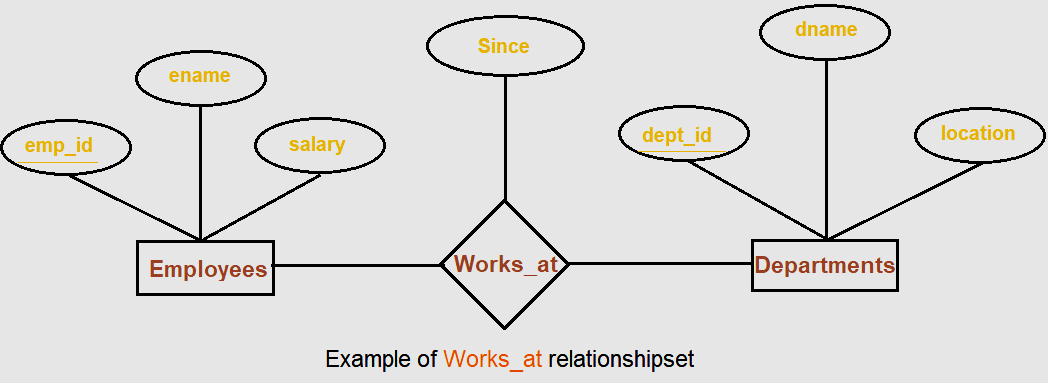 dname
Since
ename
dept_id
location
emp_id
salary
Employees
Works_at
Departments
Example of Works_at relationshipset